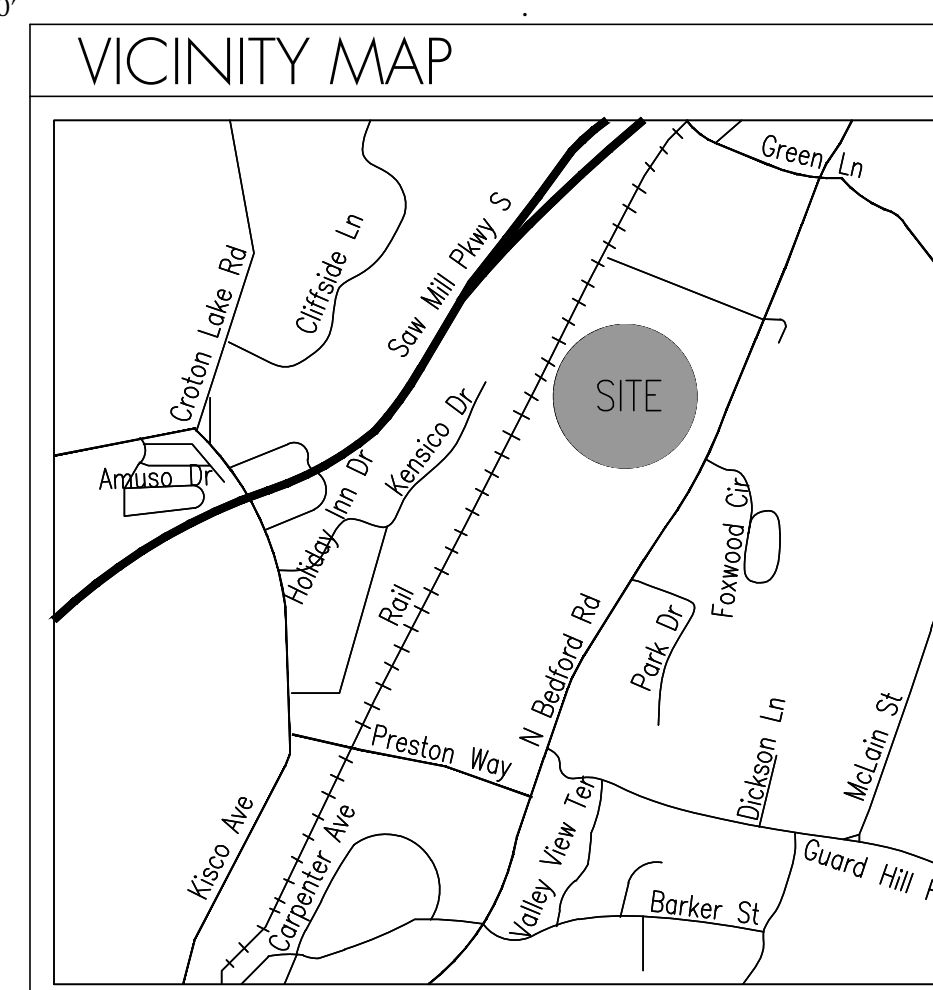 0'
VICINITY MAP
Green Ln
Saw Mill Pkwy S
Cliffside Ln
Croton Lake Rd
SITE
Kensico Dr
Amuso Dr
Holiday Inn Dr
Foxwood Cir
Rail
N Bedford Rd
Park Dr
McLain St
Dickson Ln
Preston Way
Valley View Ter
Kisco Ave
Carpenter Ave
Guard Hill
Barker St